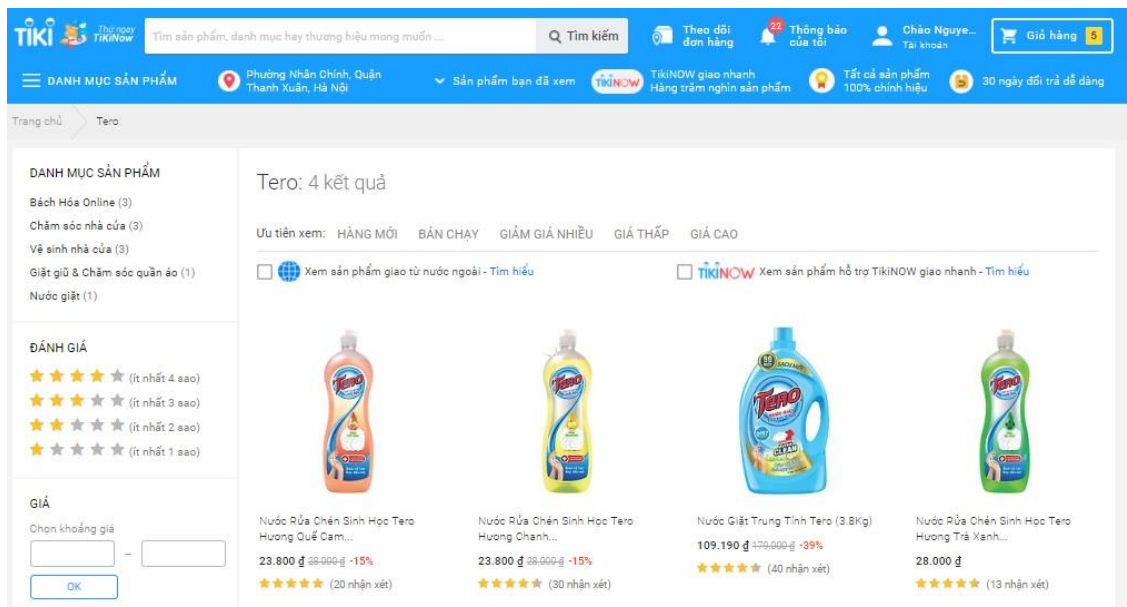 TIKI
Thử ngay
TiKiNow
Tìm sản phẩm, danh mục hay thương hiệu mong muốn ...
Tìm kiếm
Theo dõi
đơn hàng
22
Thông báo
của tôi
Chào Nguye...
Tài khoản
Giỏ hàng 5
DANH MỤC SẢN PHẨM
Phường Nhân Chính, Quận
Thanh Xuân, Hà Nội
Sản phẩm bạn đã xem
TIKINOW
TikiNOW giao nhanh
Hàng trăm nghìn sản phẩm
Tất cả sản phẩm
100% chính hiệu
30 ngày đổi trả dễ dàng
Trang chủ
Tero
DANH MỤC SẢN PHẨM
Bách Hóa Online (3)
Chăm sóc nhà cửa (3)
Vệ sinh nhà cửa (3)
Giặt giũ & Chăm sóc quần áo (1)
Nước giặt (1)
ĐÁNH GIÁ
(ít nhất 4 sao)
(ít nhất 3 sao)
(ít nhất 2 sao)
(ít nhất 1 sao)
GIÁ
Chọn khoảng giá
–
OK
Tero: 4 kết quả
Ưu tiên xem: HÀNG MỚI BÁN CHẠY GIẢM GIÁ NHIỀU GIÁ THẤP GIÁ CAO
Xem sản phẩm giao từ nước ngoài - Tìm hiểu
TIKINOW Xem sản phẩm hỗ trợ TikiNOW giao nhanh - Tìm hiểu
TERO
Nước Rửa Chén Sinh Học Tero
Hương Quế Cam...
23.800 ₫ 28.000 ₫ -15%
(20 nhận xét)
TERO
Nước Rửa Chén Sinh Học Tero
Hương Chanh...
23.800 ₫ 28.000 ₫ -15%
(30 nhận xét)
TERO
CLEAN
Nước Giặt Trung Tính Tero (3.8Kg)
109.190 ₫ 179.000 ₫ -39%
(40 nhận xét)
TERO
Nước Rửa Chén Sinh Học Tero
Hương Trà Xanh...
28.000 ₫
(13 nhận xét)